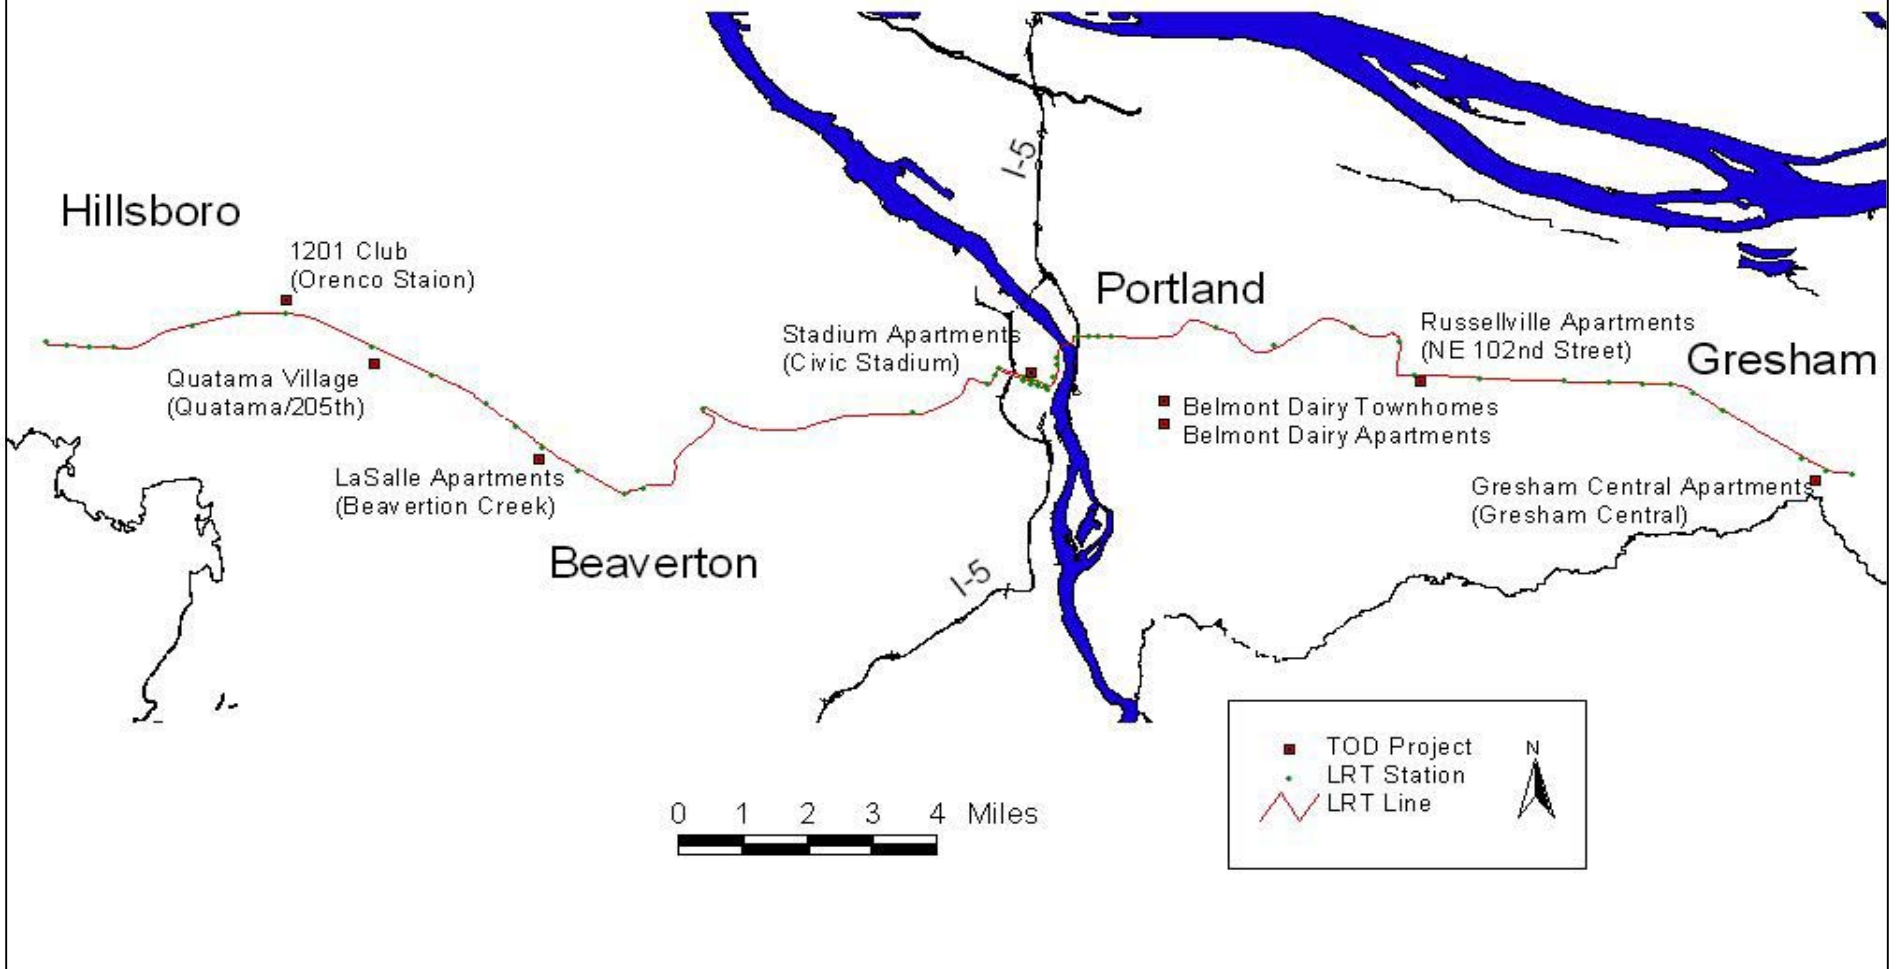 I-5
Hillsboro
1201 Club
(Orenco Staion)
Portland
Stadium Apartments
(Civic Stadium)
Russellville Apartments
(NE 102nd Street)
Gresham
Quatama Village
(Quatama/205th)
Belmont Dairy Townhomes
Belmont Dairy Apartments
LaSalle Apartments
(Beavertion Creek)
Gresham Central Apartments
(Gresham Central)
Beaverton
I-5
TOD Project
LRT Station
LRT Line
N
0 1 2 3 4 Miles